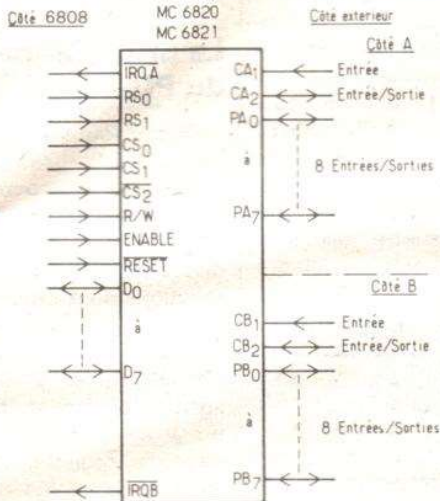 Côté 6808
MC 6820
MC 6821
Côté exterieur
Côté A
IRQA
RS0
RS1
CS0
CS1
CS2
R/W
ENABLE
RESET
D0
à
D7
IRQB
CA1 Entrée
CA2 Entrée/Sortie
PA0
à
8 Entrées/Sorties
PA7
Côté B
CB1 Entrée
CB2 Entrée/Sortie
PB0
à
8 Entrées/Sorties
PB7